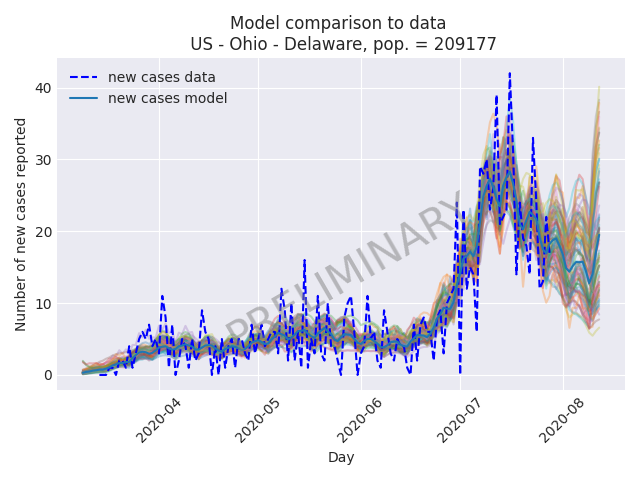 Model comparison to data
US - Ohio - Delaware, pop. = 209177
new cases data
new cases model
PRELIMINARY
Number of new cases reported
40
30
20
10
0
2020-04
2020-05
2020-06
2020-07
2020-08
Day